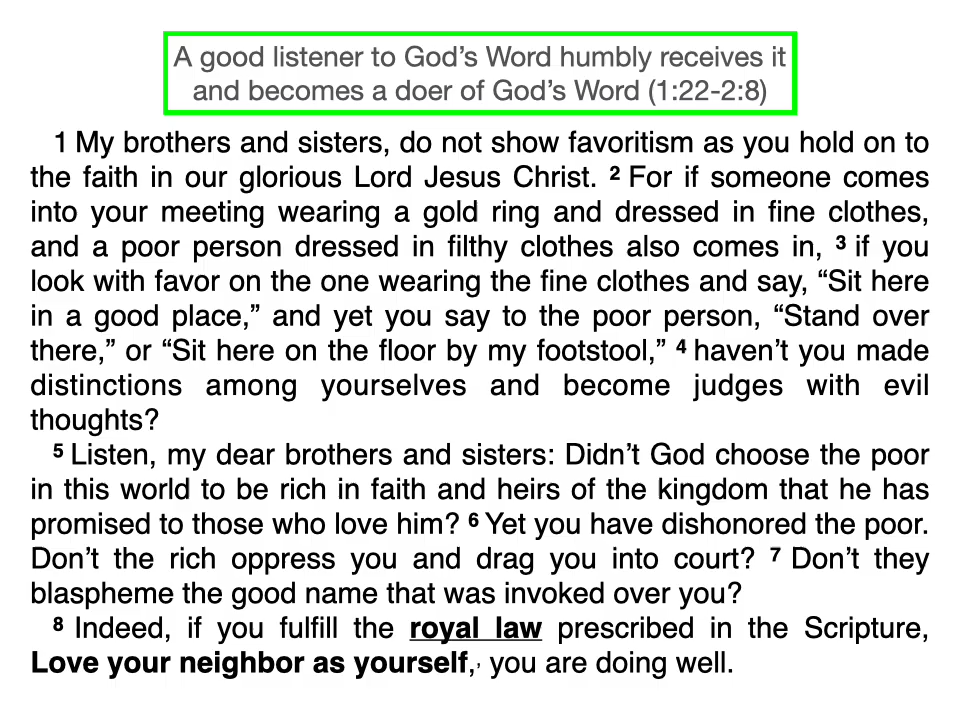 A good listener to God’s Word humbly receives it
and becomes a doer of God’s Word (1:22-2:8)
1 My brothers and sisters, do not show favoritism as you hold on to
the faith in our glorious Lord Jesus Christ. 2 For if someone comes
into your meeting wearing a gold ring and dressed in fine clothes,
and a poor person dressed in filthy clothes also comes in, 3 if you
look with favor on the one wearing the fine clothes and say, “Sit here
in a good place,” and yet you say to the poor person, “Stand over
there,” or “Sit here on the floor by my footstool,” 4 haven’t you made
distinctions among yourselves and become judges with evil
thoughts?
5 Listen, my dear brothers and sisters: Didn’t God choose the poor
in this world to be rich in faith and heirs of the kingdom that he has
promised to those who love him? 6 Yet you have dishonored the poor.
Don’t the rich oppress you and drag you into court? 7 Don’t they
blaspheme the good name that was invoked over you?
8 Indeed, if you fulfill the royal law prescribed in the Scripture,
Love your neighbor as yourself,, you are doing well.